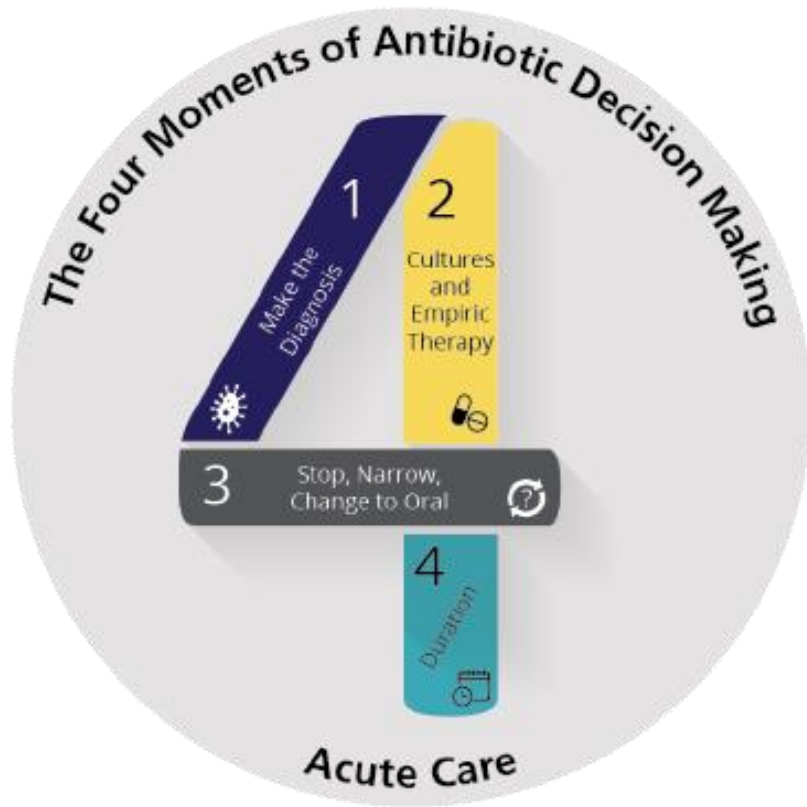 The Four Moments of Antibiotic Decision Making
1
Make the
Diagnosis
2
Cultures
and
Empiric
Therapy
3
Stop, Narrow,
Change to Oral
?
4
Duration
Acute Care